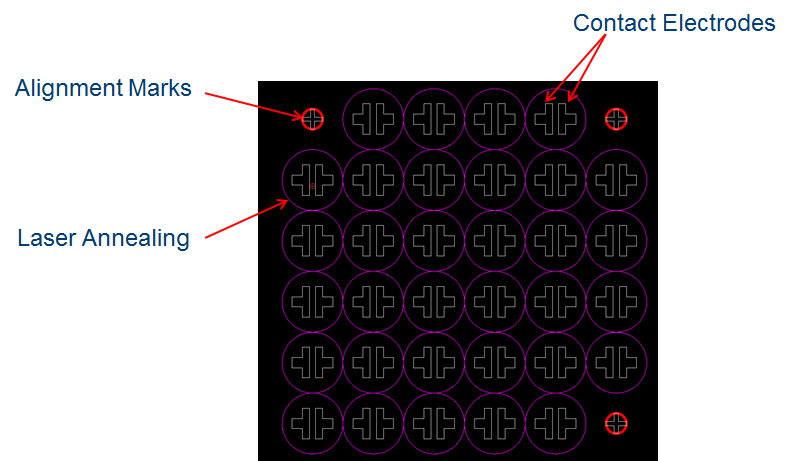 Contact Electrodes
Alignment Marks
Laser Annealing